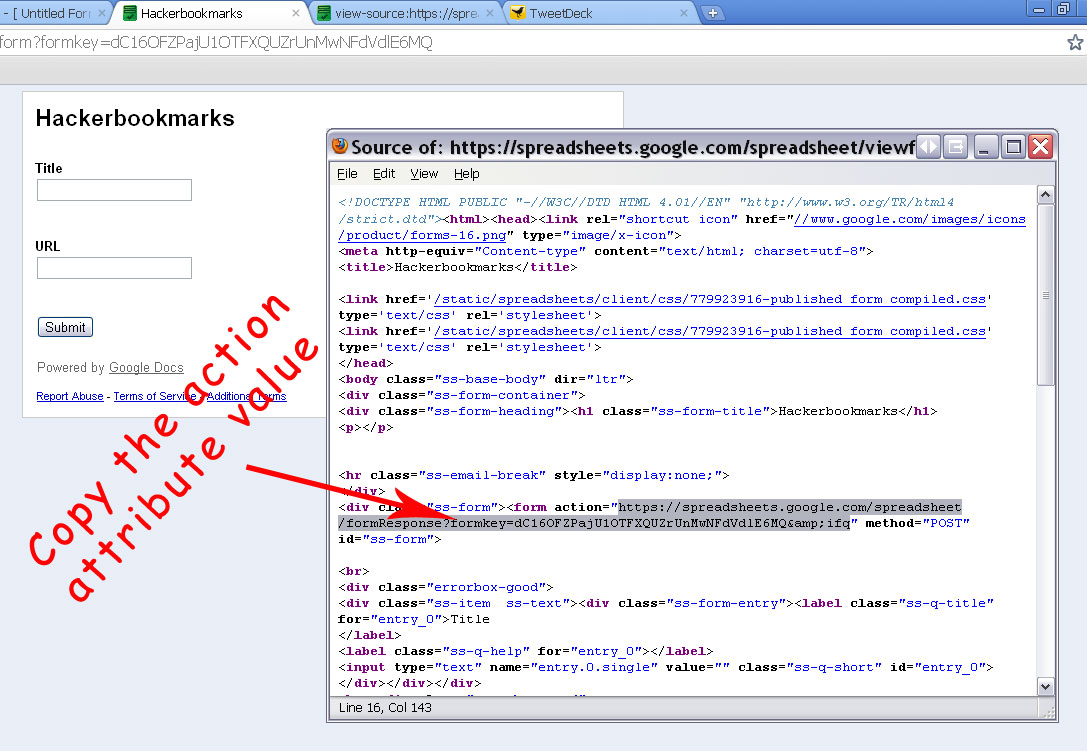 - [ Untitled For
Hackerbookmarks
view-source:https://sprea
TweetDeck
form?formkey=dC16OFZPajU1OTFXQUZrUnMwNFdVdlE6MQ
Hackerbookmarks
Title
URL
Submit
Powered by Google Docs
Report Abuse - Terms of Service - Additional Terms
Copy the action
attribute value
Source of: https://spreadsheets.google.com/spreadsheet/viewf
File Edit View Help
<!DOCTYPE HTML PUBLIC "-//W3C//DTD HTML 4.01//EN" "http://www.w3.org/TR/html4
/strict.dtd"><html><head><link rel="shortcut icon" href="//www.google.com/images/icons
/product/forms-16.png" type="image/x-icon">
<meta http-equiv="Content-type" content="text/html; charset=utf-8">
<title>Hackerbookmarks</title>
<link href='/static/spreadsheets/client/css/779923916-published_form_compiled.css'
type='text/css' rel='stylesheet'>
<link href='/static/spreadsheets/client/css/779923916-published_form_compiled.css'
type='text/css' rel='stylesheet'>
</head>
<body class="ss-base-body" dir="ltr">
<div class="ss-form-container">
<div class="ss-form-heading"><h1 class="ss-form-title">Hackerbookmarks</h1>
<p></p>
<hr class="ss-email-break" style="display:none;">
</div>
<div class="ss-form"><form action="https://spreadsheets.google.com/spreadsheet
/formResponse?formkey=dC16OFZPajU1OTFXQUZrUnMwNFdVdlE6MQ&amp;ifq" method="POST"
id="ss-form">
<br>
<div class="errorbox-good">
<div class="ss-item  ss-text"><div class="ss-form-entry"><label class="ss-q-title"
for="entry_0">Title
</label>
<label class="ss-q-help" for="entry_0"></label>
<input type="text" name="entry.0.single" value="" class="ss-q-short" id="entry_0">
</div></div></div>
Line 16, Col 143